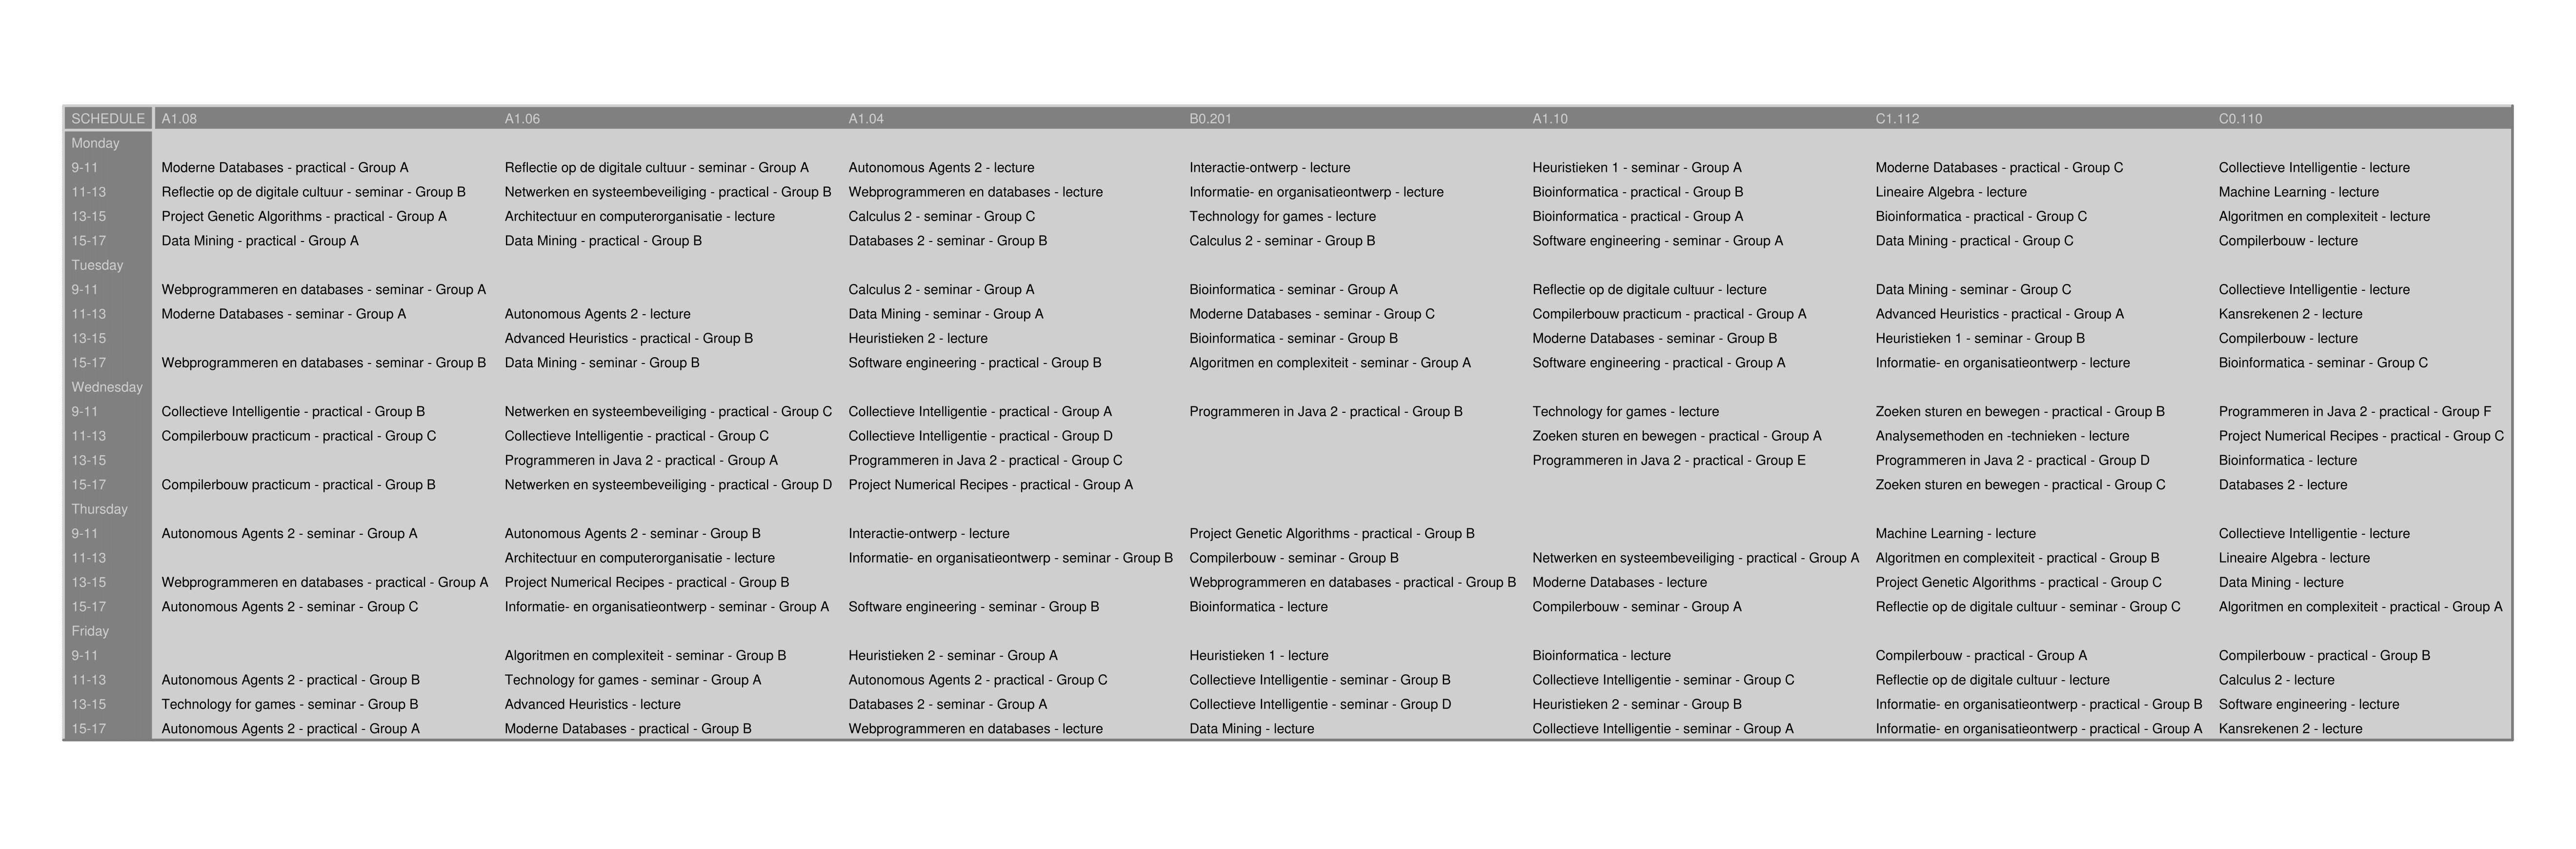 SCHEDULE A1.08 A1.06 A1.04 B0.201 A1.10 C1.112 C0.110
Monday
9-11 Moderne Databases - practical - Group A Reflectie op de digitale cultuur - seminar - Group A Autonomous Agents 2 - lecture Interactie-ontwerp - lecture Heuristieken 1 - seminar - Group A Moderne Databases - practical - Group C Collectieve Intelligentie - lecture
11-13 Reflectie op de digitale cultuur - seminar - Group B Netwerken en systeembeveiliging - practical - Group B Webprogrammeren en databases - lecture Informatie- en organisatieontwerp - lecture Bioinformatica - practical - Group B Lineaire Algebra - lecture Machine Learning - lecture
13-15 Project Genetic Algorithms - practical - Group A Architectuur en computerorganisatie - lecture Calculus 2 - seminar - Group C Technology for games - lecture Bioinformatica - practical - Group A Bioinformatica - practical - Group C Algoritmen en complexiteit - lecture
15-17 Data Mining - practical - Group A Data Mining - practical - Group B Databases 2 - seminar - Group B Calculus 2 - seminar - Group B Software engineering - seminar - Group A Data Mining - practical - Group C Compilerbouw - lecture
Tuesday
9-11 Webprogrammeren en databases - seminar - Group A Calculus 2 - seminar - Group A Bioinformatica - seminar - Group A Reflectie op de digitale cultuur - lecture Data Mining - seminar - Group C Collectieve Intelligentie - lecture
11-13 Moderne Databases - seminar - Group A Autonomous Agents 2 - lecture Data Mining - seminar - Group A Moderne Databases - seminar - Group C Compilerbouw practicum - practical - Group A Advanced Heuristics - practical - Group A Kansrekenen 2 - lecture
13-15 Advanced Heuristics - practical - Group B Heuristieken 2 - lecture Bioinformatica - seminar - Group B Moderne Databases - seminar - Group B Heuristieken 1 - seminar - Group B Compilerbouw - lecture
15-17 Webprogrammeren en databases - seminar - Group B Data Mining - seminar - Group B Software engineering - practical - Group B Algoritmen en complexiteit - seminar - Group A Software engineering - practical - Group A Informatie- en organisatieontwerp - lecture Bioinformatica - seminar - Group C
Wednesday
9-11 Collectieve Intelligentie - practical - Group B Netwerken en systeembeveiliging - practical - Group C Collectieve Intelligentie - practical - Group A Programmeren in Java 2 - practical - Group B Technology for games - lecture Zoeken sturen en bewegen - practical - Group B Programmeren in Java 2 - practical - Group F
11-13 Compilerbouw practicum - practical - Group C Collectieve Intelligentie - practical - Group C Collectieve Intelligentie - practical - Group D Zoeken sturen en bewegen - practical - Group A Analysemethoden en -technieken - lecture Project Numerical Recipes - practical - Group C
13-15 Programmeren in Java 2 - practical - Group A Programmeren in Java 2 - practical - Group C Programmeren in Java 2 - practical - Group E Programmeren in Java 2 - practical - Group D Bioinformatica - lecture
15-17 Compilerbouw practicum - practical - Group B Netwerken en systeembeveiliging - practical - Group D Project Numerical Recipes - practical - Group A Zoeken sturen en bewegen - practical - Group C Databases 2 - lecture
Thursday
9-11 Autonomous Agents 2 - seminar - Group A Autonomous Agents 2 - seminar - Group B Interactie-ontwerp - lecture Project Genetic Algorithms - practical - Group B Machine Learning - lecture Collectieve Intelligentie - lecture
11-13 Architectuur en computerorganisatie - lecture Informatie- en organisatieontwerp - seminar - Group B Compilerbouw - seminar - Group B Netwerken en systeembeveiliging - practical - Group A Algoritmen en complexiteit - practical - Group B Lineaire Algebra - lecture
13-15 Webprogrammeren en databases - practical - Group A Project Numerical Recipes - practical - Group B Webprogrammeren en databases - practical - Group B Moderne Databases - lecture Project Genetic Algorithms - practical - Group C Data Mining - lecture
15-17 Autonomous Agents 2 - seminar - Group C Informatie- en organisatieontwerp - seminar - Group A Software engineering - seminar - Group B Bioinformatica - lecture Compilerbouw - seminar - Group A Reflectie op de digitale cultuur - seminar - Group C Algoritmen en complexiteit - practical - Group A
Friday
9-11 Algoritmen en complexiteit - seminar - Group B Heuristieken 2 - seminar - Group A Heuristieken 1 - lecture Bioinformatica - lecture Compilerbouw - practical - Group A Compilerbouw - practical - Group B
11-13 Autonomous Agents 2 - practical - Group B Technology for games - seminar - Group A Autonomous Agents 2 - practical - Group C Collectieve Intelligentie - seminar - Group B Collectieve Intelligentie - seminar - Group C Reflectie op de digitale cultuur - lecture Calculus 2 - lecture
13-15 Technology for games - seminar - Group B Advanced Heuristics - lecture Databases 2 - seminar - Group A Collectieve Intelligentie - seminar - Group D Heuristieken 2 - seminar - Group B Informatie- en organisatieontwerp - practical - Group B Software engineering - lecture
15-17 Autonomous Agents 2 - practical - Group A Moderne Databases - practical - Group B Webprogrammeren en databases - lecture Data Mining - lecture Collectieve Intelligentie - seminar - Group A Informatie- en organisatieontwerp - practical - Group A Kansrekenen 2 - lecture